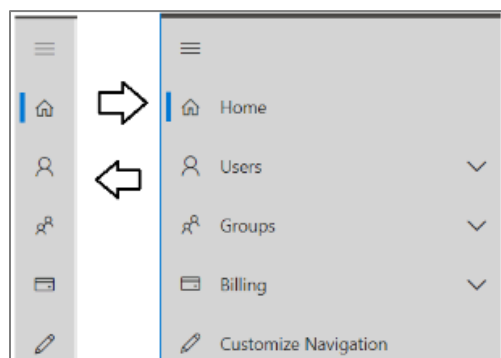 Home
Users
Groups
Billing
Customize Navigation